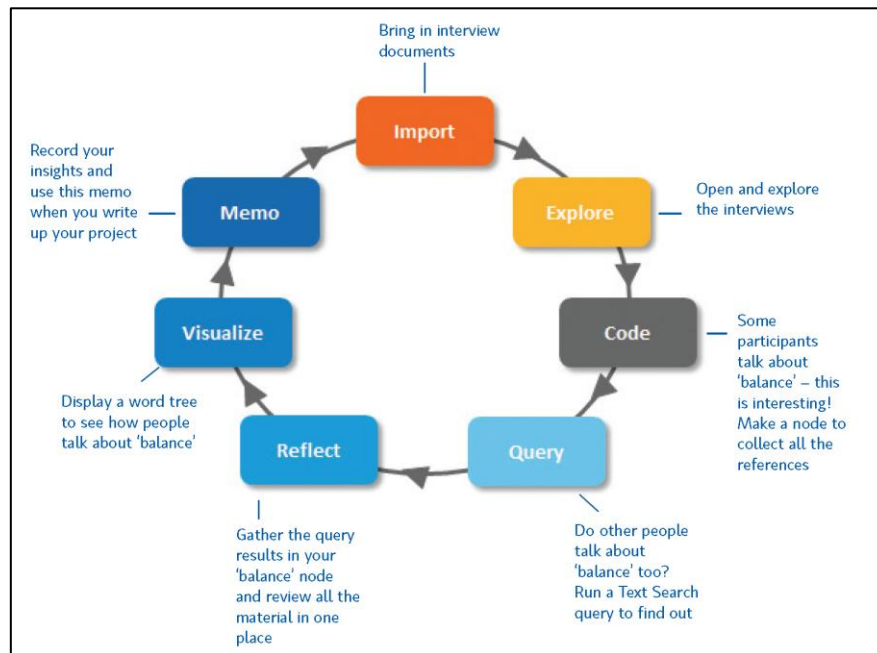 Bring in interview
documents
Import
Explore
Open and explore
the interviews
Code
Some
participants
talk about
‘balance’ – this
is interesting!
Make a node to
collect all the
references
Query
Do other people
talk about
‘balance’ too?
Run a Text Search
query to find out
Reflect
Gather the query
results in your
‘balance’ node
and review all the
material in one
place
Visualize
Display a word tree
to see how people
talk about ‘balance’
Memo
Record your
insights and
use this memo
when you write
up your project